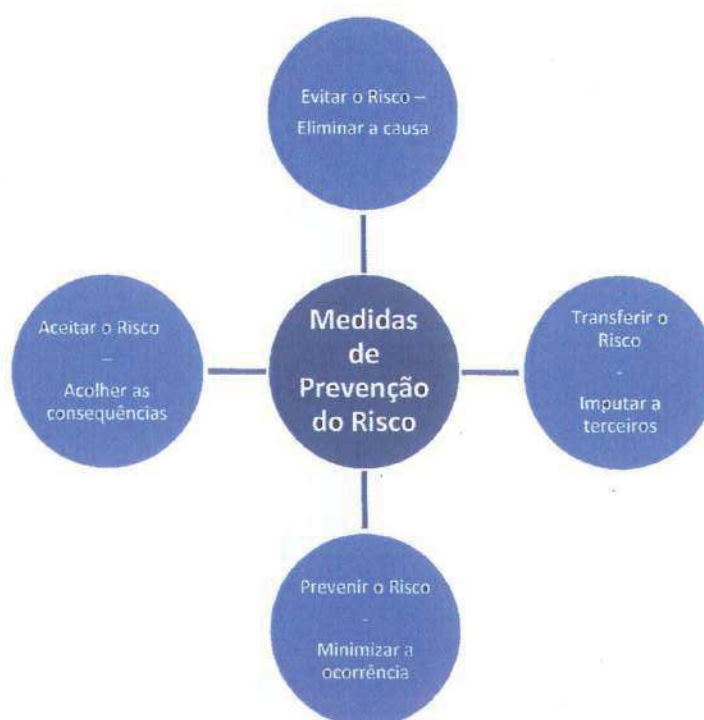 Evitar o Risco –
Eliminar a causa
Aceitar o Risco
–
Acolher as
consequências
Medidas
de
Prevenção
do Risco
Transferir o
Risco
-
Imputar a
terceiros
Prevenir o Risco
-
Minimizar a
ocorrência